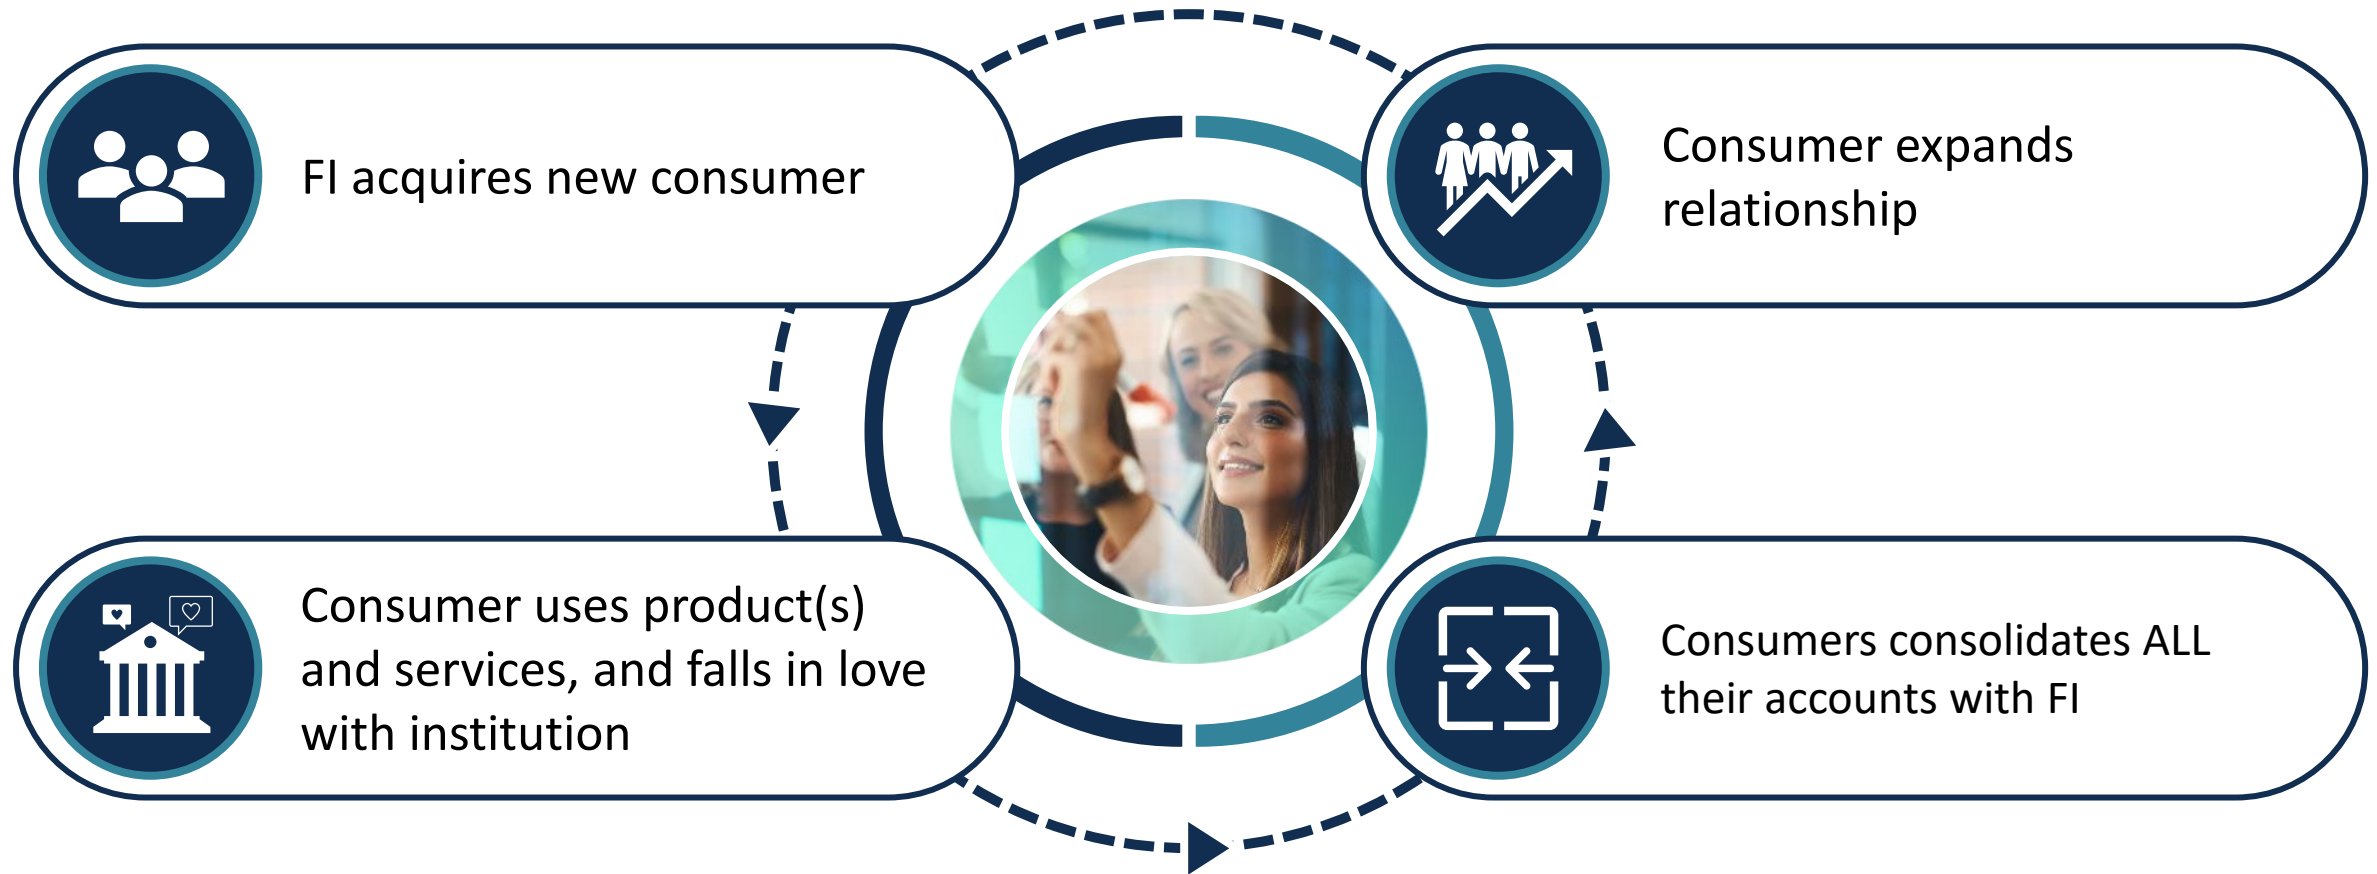 FI acquires new consumer
Consumer expands
relationship
Consumer uses product(s)
and services, and falls in love
with institution
Consumers consolidates ALL
their accounts with FI